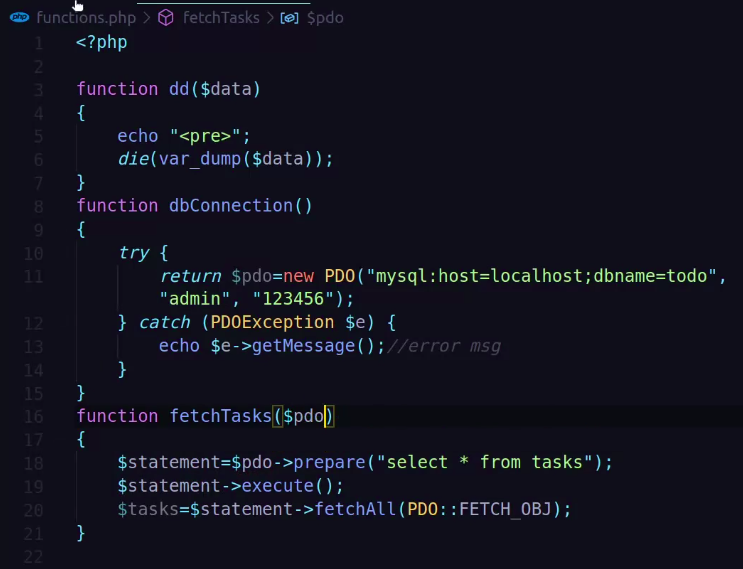 php functions.php > fetchTasks > $pdo
1 <?php
2
3 function dd($data)
4 {
5 echo "<pre>";
6 die(var_dump($data));
7 }
8 function dbConnection()
9 {
10 try {
11 return $pdo=new PDO("mysql:host=localhost;dbname=todo",
"admin", "123456");
12 } catch (PDOException $e) {
13 echo $e->getMessage();//error msg
14 }
15 }
16 function fetchTasks($pdo)
17 {
18 $statement=$pdo->prepare("select * from tasks");
19 $statement->execute();
20 $tasks=$statement->fetchAll(PDO::FETCH_OBJ);
21 }
22